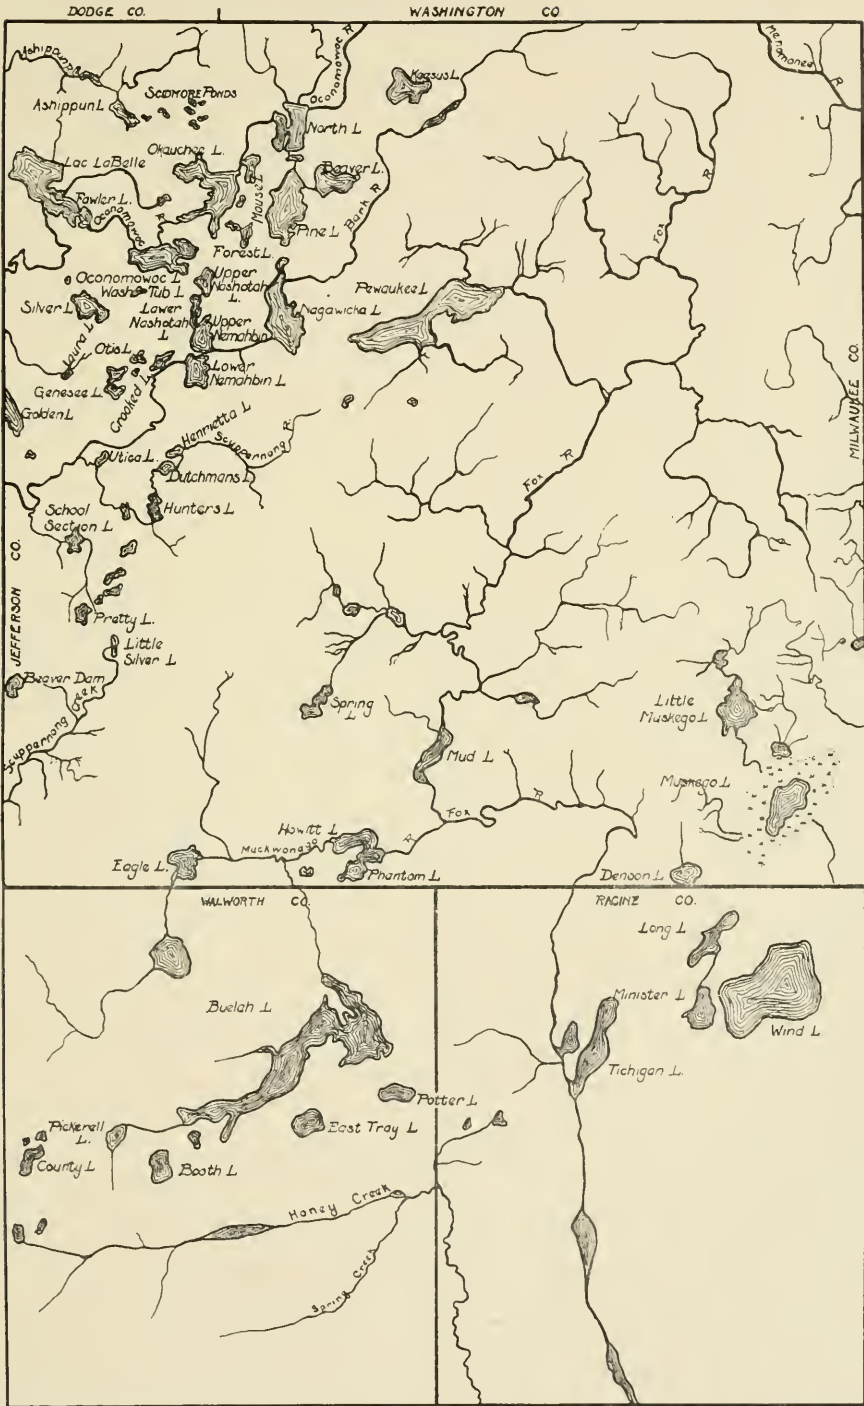 DODGE CO.
WASHINGTON CO
Ashippun R
Oconomowoc R
Menomonee R
Ashippun L
SCIDMORE PONDS
Keesus L
North L
Lac LaBelle
Okauchee L.
Mouse L
Beaver L.
Bark R
Fox R
Fowler L.
Oconomowoc R
Pine L
Forest L.
Oconomowoc L
Wash Tub L
Upper
Nashotah
L.
Silver L
Lower
Nashotah
L
Upper
Nemahbin
Nagawicha L
Pewaukee L
Launa L
Otis L
Genesee L
Crooked L
Lower
Nemahbin L
Golden L
MILWAUKEE CO.
Henrietta L
Scuppernong R
Utica L.
Dutchmans L
Fox R
School
Section L
Hunters L
JEFFERSON CO.
Pretty L.
Little
Silver L
Beaver Dam
Scuppernong Creek
Spring
L
Little
Muskego L
Mud L
Muskego L
Fox R
Howitt L
Muckwonago R
Eagle L.
Phantom L
Denoon L
WALWORTH CO.
RACINE CO.
Long L
Buelah L
Minister L
Wind L
Tichigan L.
Potter L
Pickerell
L.
East Troy L
County L
Booth L
Honey Creek
Spring Creek